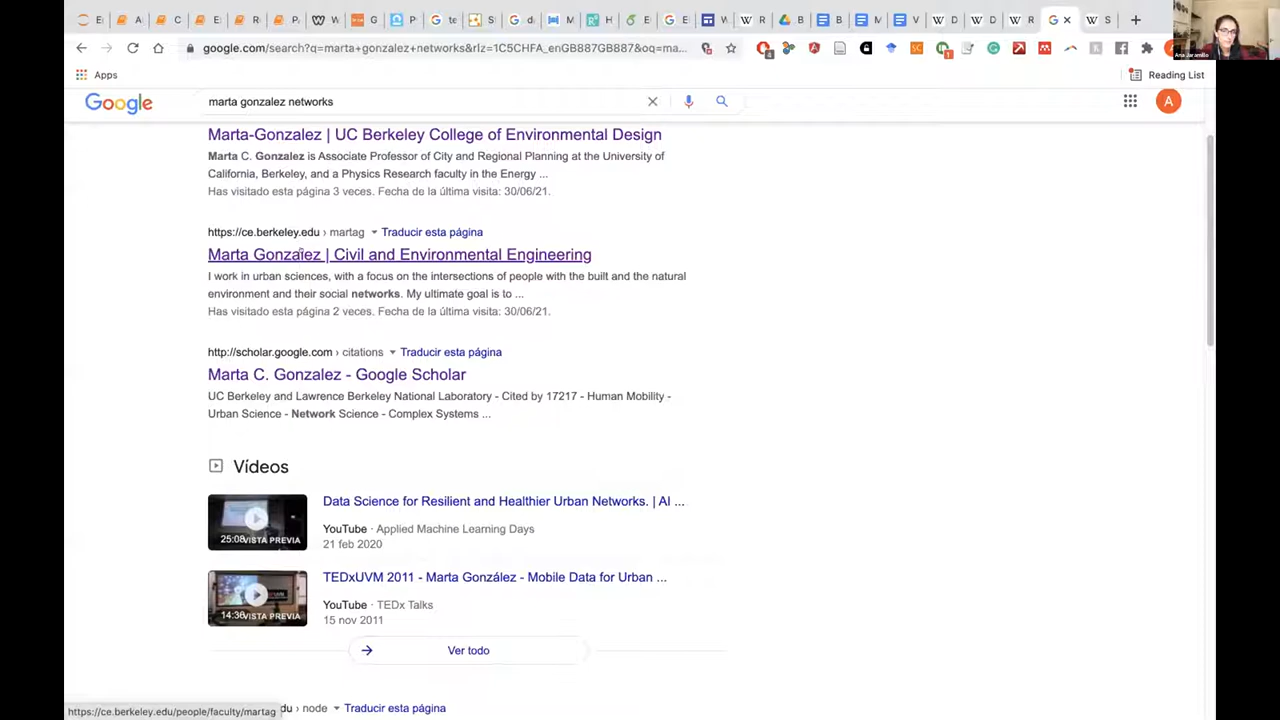 google.com/search?q=marta+gonzalez+networks&rlz=1C5CHFA_enGB887GB887&oq=ma...
Ana Jaramillo
Apps
Reading List
Google
marta gonzalez networks
A
Marta-Gonzalez | UC Berkeley College of Environmental Design
Marta C. Gonzalez is Associate Professor of City and Regional Planning at the University of
California, Berkeley, and a Physics Research faculty in the Energy ...
Has visitado esta página 3 veces. Fecha de la última visita: 30/06/21.
https://ce.berkeley.edu › martag Traducir esta página
Marta Gonzalez | Civil and Environmental Engineering
I work in urban sciences, with a focus on the intersections of people with the built and the natural
environment and their social networks. My ultimate goal is to ...
Has visitado esta página 2 veces. Fecha de la última visita: 30/06/21.
http://scholar.google.com › citations Traducir esta página
Marta C. Gonzalez - Google Scholar
UC Berkeley and Lawrence Berkeley National Laboratory - Cited by 17217 - Human Mobility -
Urban Science - Network Science - Complex Systems ...
Vídeos
Data Science for Resilient and Healthier Urban Networks. | AI ...
25:08 VISTA PREVIA
YouTube · Applied Machine Learning Days
21 feb 2020
TEDxUVM 2011 - Marta González - Mobile Data for Urban ...
14:36 VISTA PREVIA
YouTube · TEDx Talks
15 nov 2011
Ver todo
https://ce.berkeley.edu/people/faculty/martag
du › node Traducir esta página